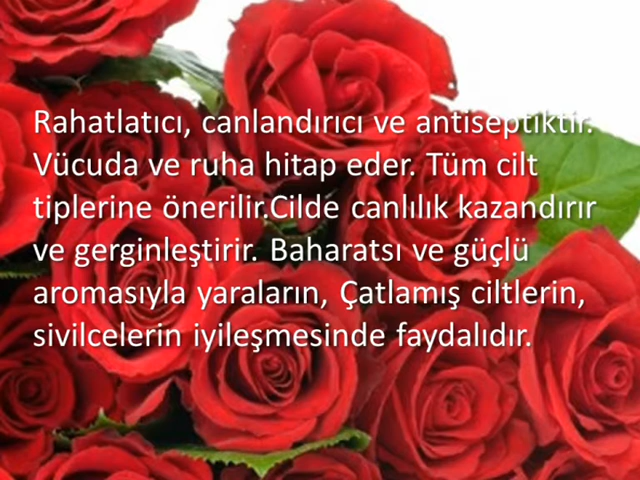 Rahatlatıcı, canlandırıcı ve antiseptiktir.
Vücuda ve ruha hitap eder. Tüm cilt
tiplerine önerilir.Cilde canlılık kazandırır
ve gerginleştirir. Baharatsı ve güçlü
aromasıyla yaraların, Çatlamış ciltlerin,
sivilcelerin iyileşmesinde faydalıdır.